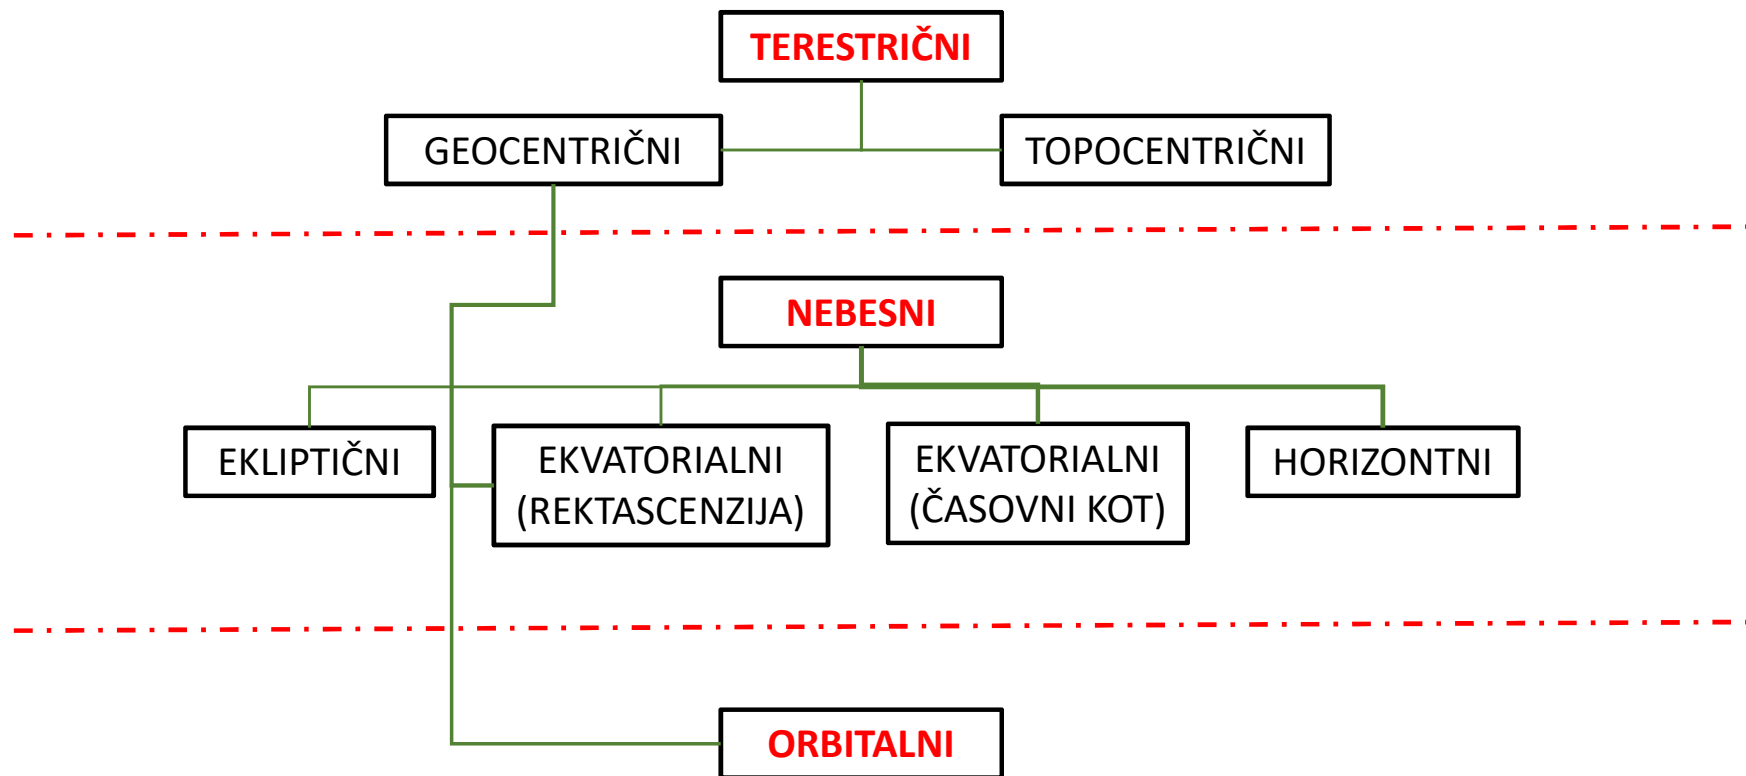 TERESTRIČNI
GEOCENTRIČNI
TOPOCENTRIČNI
NEBESNI
EKLIPTIČNI
EKVATORIALNI
(REKTASCENZIJA)
EKVATORIALNI
(ČASOVNI KOT)
HORIZONTNI
ORBITALNI